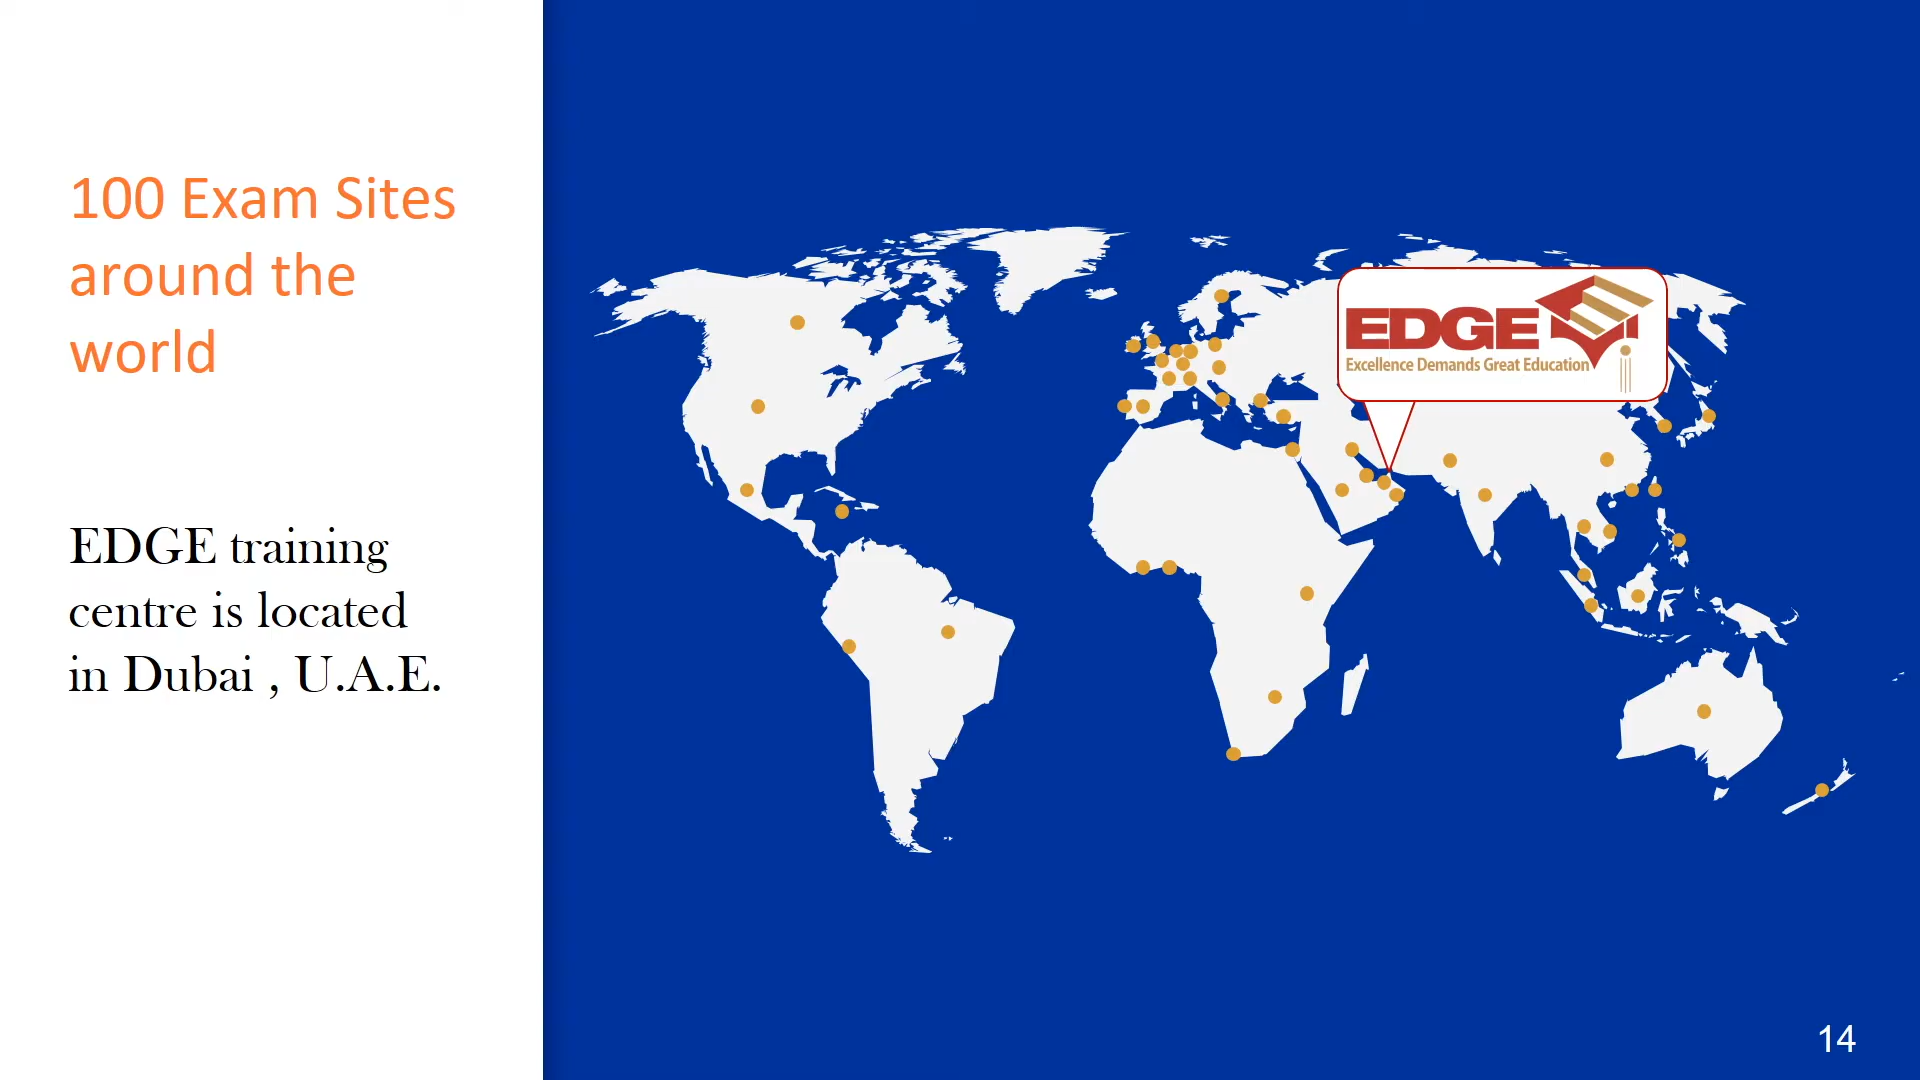 100 Exam Sites
around the
world
EDGE training
centre is located
in Dubai , U.A.E.
EDGE
Excellence Demands Great Education
14